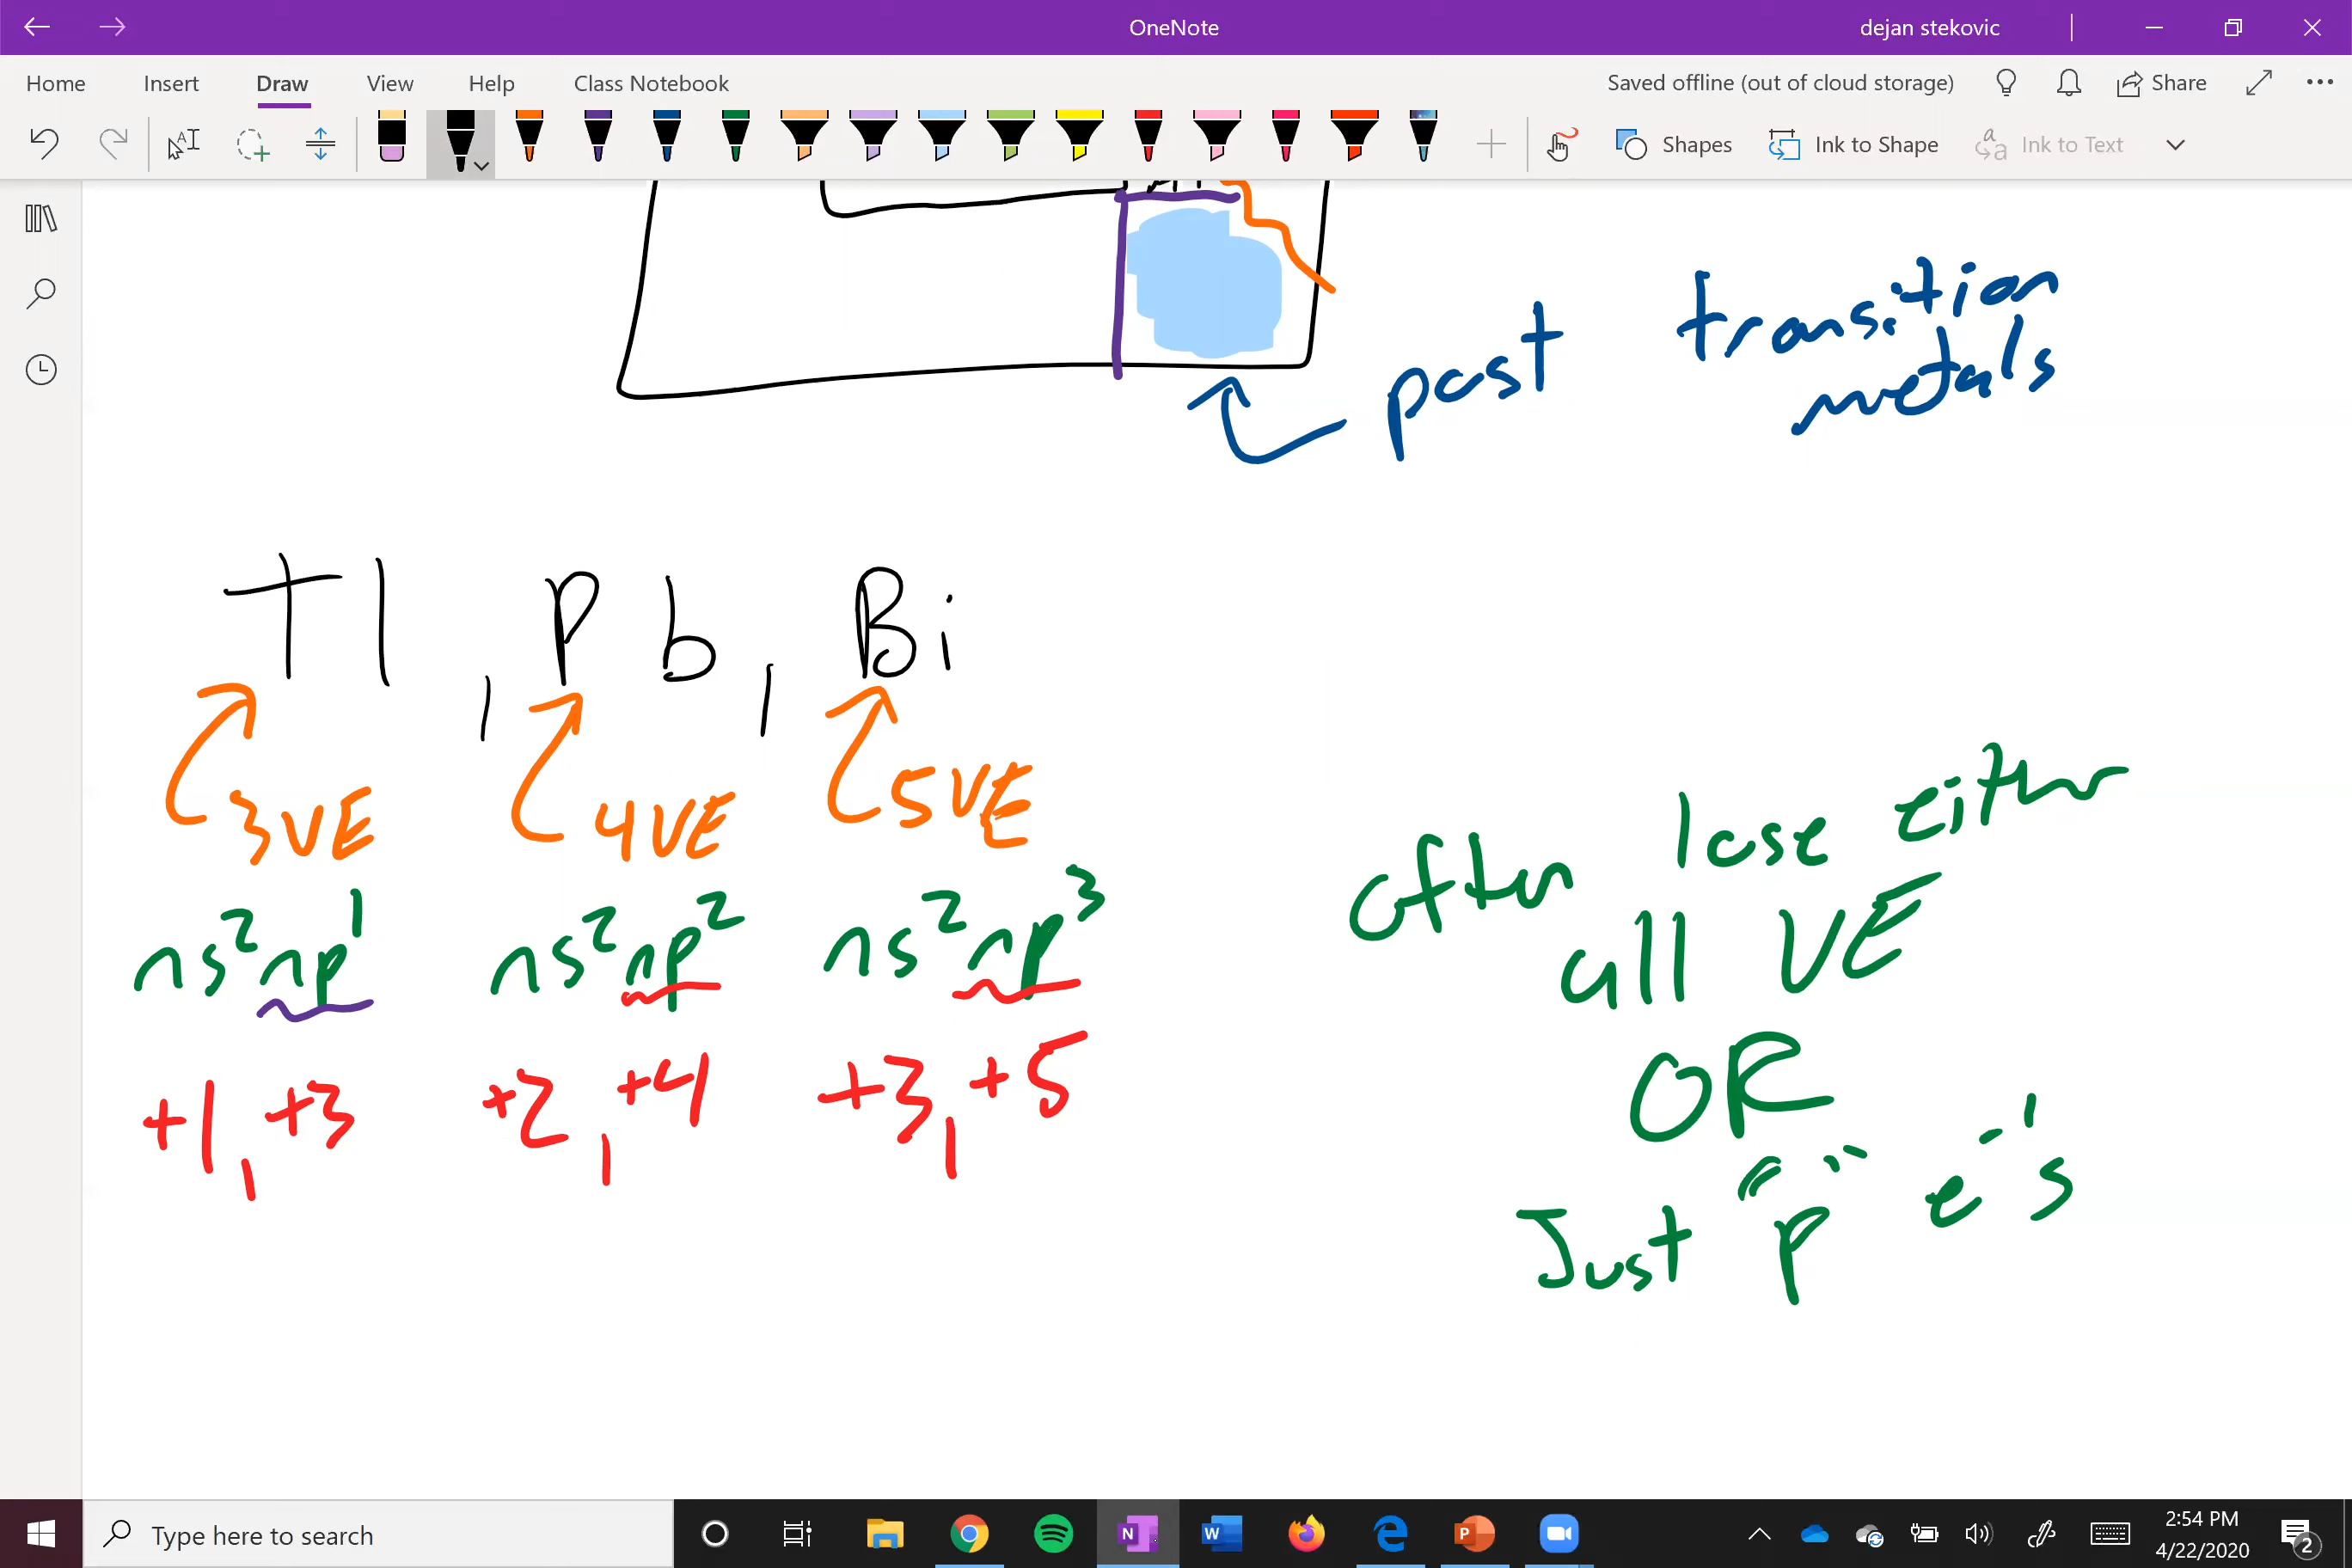 OneNote
dejan stekovic
Home Insert Draw View Help Class Notebook
Saved offline (out of cloud storage)
Share
Shapes
Ink to Shape
Ink to Text
post transition
metals
Tl, Pb, Bi
3VE 4VE 5VE
ns²np¹ ns²np² ns²np³
+1, +3 +2, +4 +3, +5
often lose either
all VE
OR
Just "p" e⁻'s
Type here to search
2:54 PM
4/22/2020
2